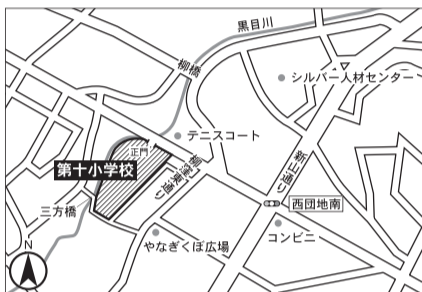 黒目川
柳橋
シルバー人材センター
テニスコート
正門
第十小学校
柳窪東通り
新山通り
西団地南
三方橋
やなぎくぼ広場
コンビニ
N